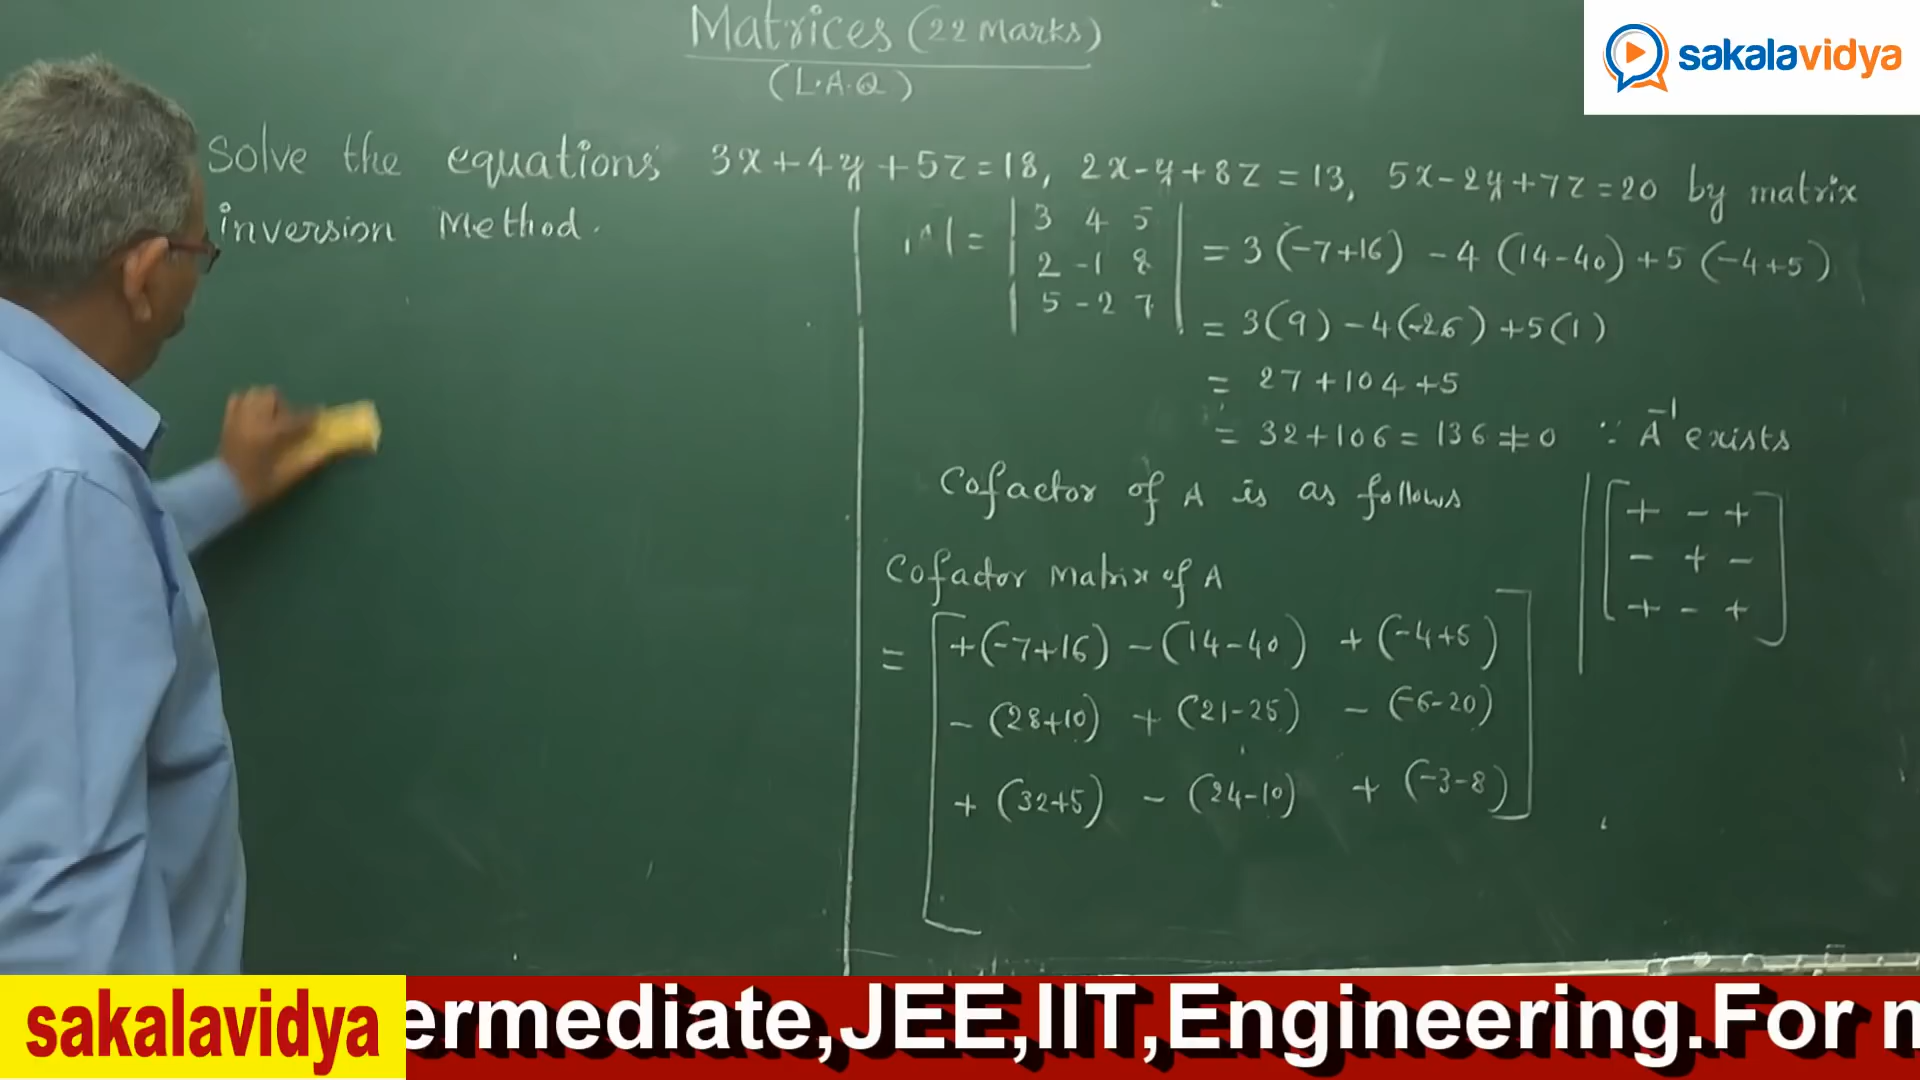 Matrices (22 Marks)
(L.A.Q)
sakalavidya
Solve the equations 3x+4y+5z=18, 2x-y+8z=13, 5x-2y+7z=20 by matrix
inversion Method.
|A| = | 3 4 5 | = 3(-7+16) -4 (14-40)+5(-4+5)
2 -1 8
5 -2 7
= 3(9) -4(-26) +5(1)
= 27+104+5
= 32+106=136≠0 ∵ A⁻¹ exists
Cofactor of A is as follows
[+ - +
- + -
+ - +]
Cofactor Matrix of A
= [+(-7+16) -(14-40) +(-4+5)
-(28+10) +(21-25) -(-6-20)
+(32+5) -(24-10) +(-3-8)]
sakalavidya
ermediate,JEE,IIT,Engineering.For